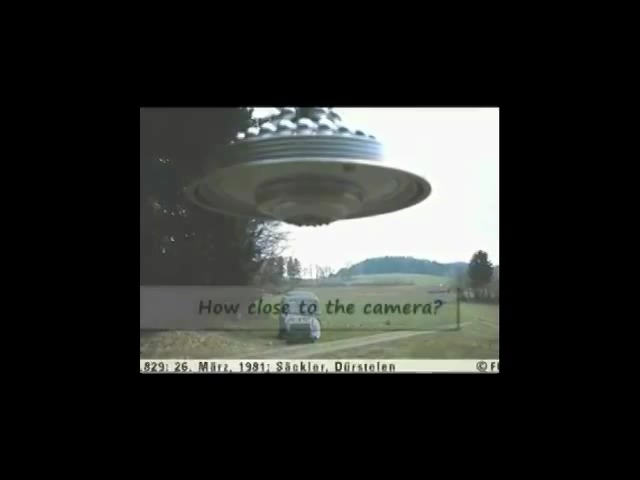 How close to the camera?
829: 26. März, 1981; Säckler, Dürstelen © F